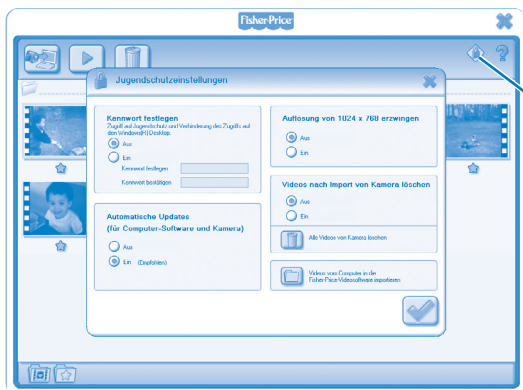 Fisher-Price
Jugendschutzeinstellungen
Kennwort festlegen
Zugriff auf Jugendschutz und Verhinderung des Zugriffs auf
den Windows(R) Desktop.
Aus
Ein
Kennwort festlegen
Kennwort bestätigen
Automatische Updates
(für Computer-Software und Kamera)
Aus
Ein (Empfohlen)
Auflösung von 1024 x 768 erzwingen
Aus
Ein
Videos nach Import von Kamera löschen
Aus
Ein
Alle Videos von Kamera löschen
Videos vom Computer in die
Fisher-Price-Videosoftware importieren